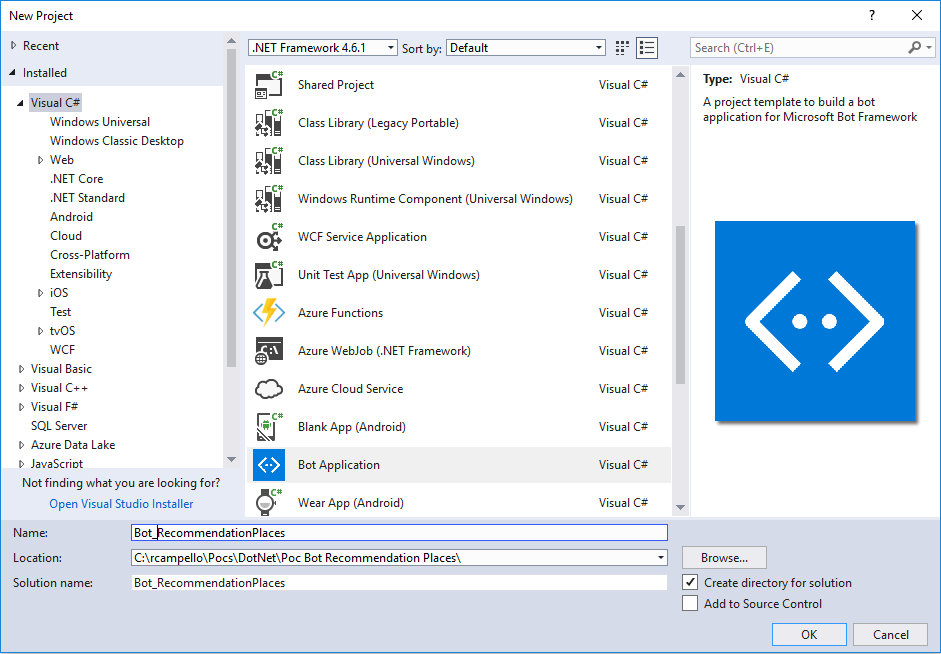 New Project
?
Recent
Installed
Visual C#
Windows Universal
Windows Classic Desktop
Web
.NET Core
.NET Standard
Android
Cloud
Cross-Platform
Extensibility
iOS
Test
tvOS
WCF
Visual Basic
Visual C++
Visual F#
SQL Server
Azure Data Lake
JavaScript
Not finding what you are looking for?
Open Visual Studio Installer
.NET Framework 4.6.1 Sort by: Default
Shared Project Visual C#
Class Library (Legacy Portable) Visual C#
Class Library (Universal Windows) Visual C#
Windows Runtime Component (Universal Windows) Visual C#
WCF Service Application Visual C#
Unit Test App (Universal Windows) Visual C#
Azure Functions Visual C#
Azure WebJob (.NET Framework) Visual C#
Azure Cloud Service Visual C#
Blank App (Android) Visual C#
Bot Application Visual C#
Wear App (Android) Visual C#
Search (Ctrl+E)
Type: Visual C#
A project template to build a bot
application for Microsoft Bot Framework
Name: Bot_RecommendationPlaces
Location: C:\rcampello\Pocs\DotNet\Poc Bot Recommendation Places\ Browse...
Solution name: Bot_RecommendationPlaces
Create directory for solution
Add to Source Control
OK Cancel